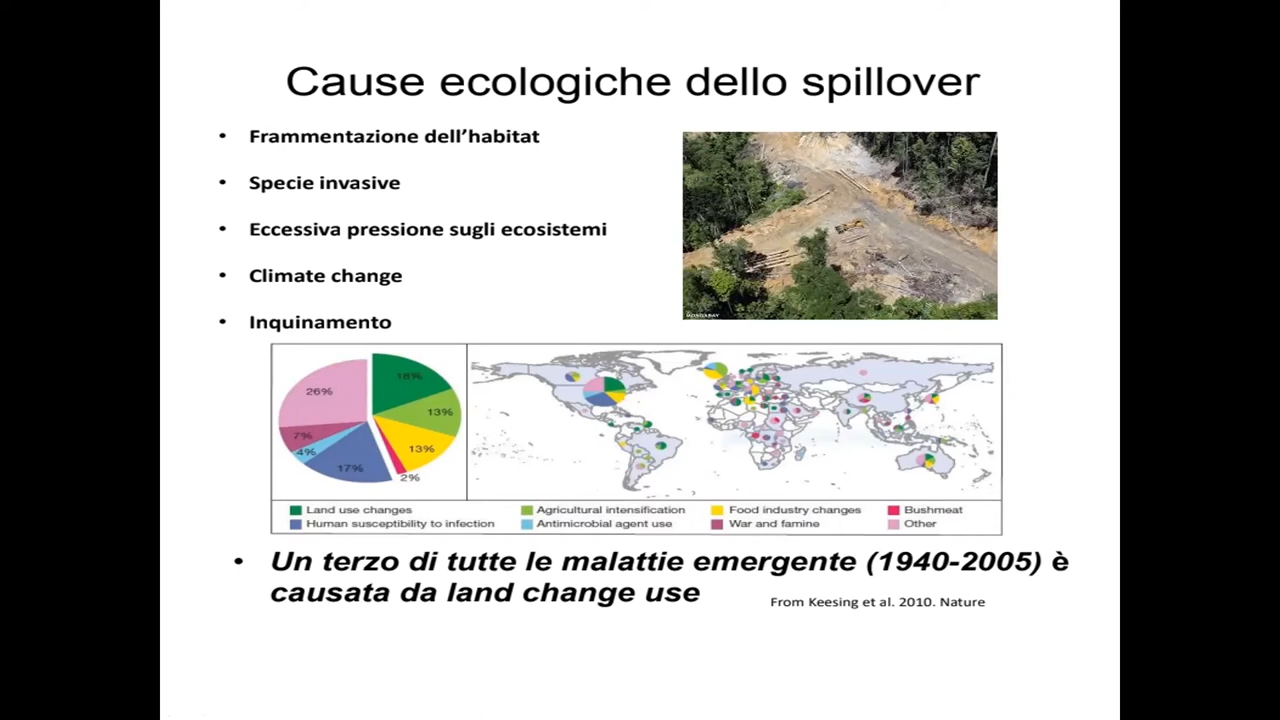 Cause ecologiche dello spillover
• Frammentazione dell’habitat
• Specie invasive
• Eccessiva pressione sugli ecosistemi
• Climate change
• Inquinamento
MONGABAY
18%
26%
13%
7%
4%
13%
17%
2%
Land use changes
Agricultural intensification
Food industry changes
Bushmeat
Human susceptibility to infection
Antimicrobial agent use
War and famine
Other
• Un terzo di tutte le malattie emergente (1940-2005) è
causata da land change use
From Keesing et al. 2010. Nature